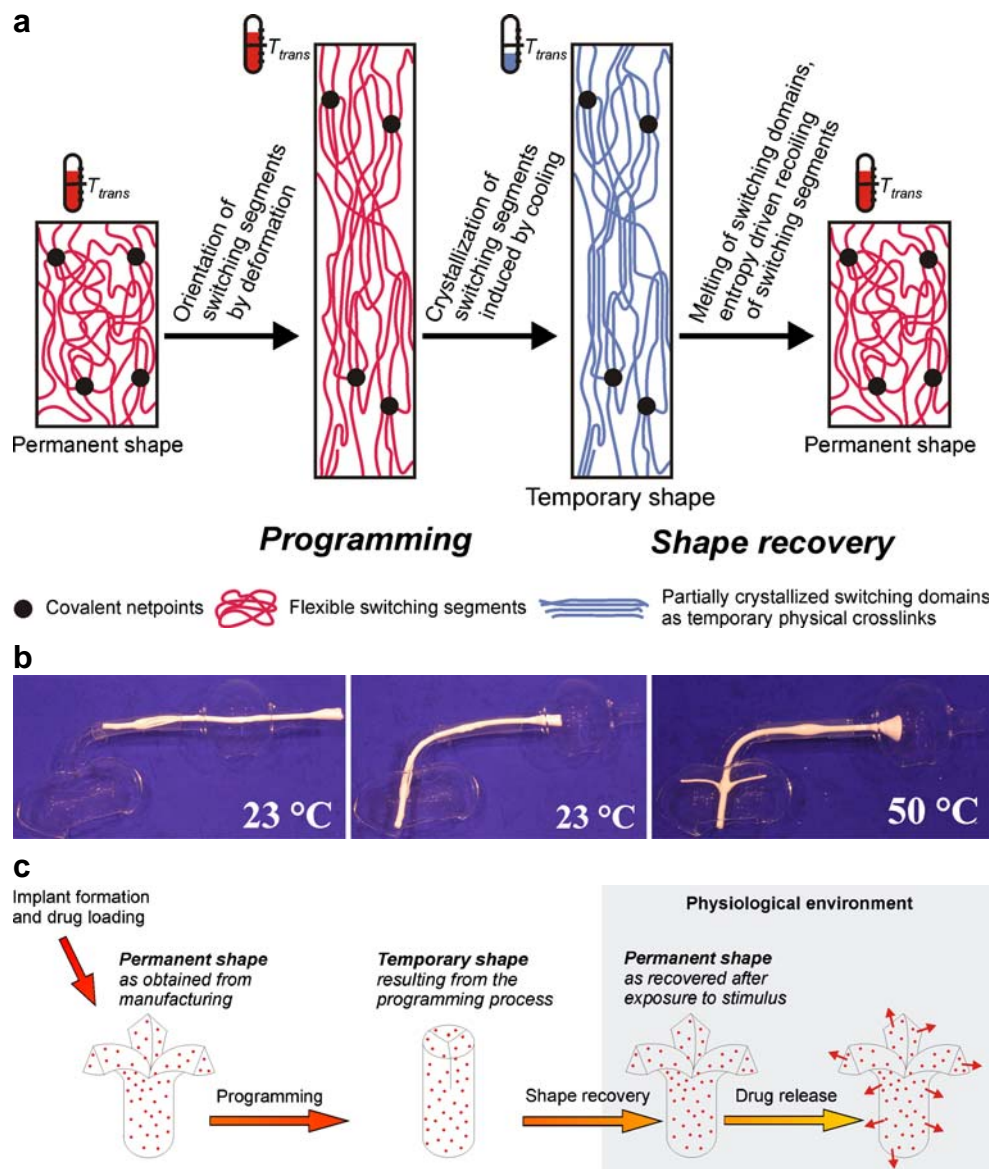 a
T trans
T trans
T trans
T trans
Orientation of
switching segments
by deformation
Crystallization of
switching segments
induced by cooling
Melting of switching domains,
entropy driven recoiling
of switching segments
Permanent shape
Temporary shape
Permanent shape
Programming
Shape recovery
Covalent netpoints
Flexible switching segments
Partially crystallized switching domains
as temporary physical crosslinks
b
23 °C
23 °C
50 °C
c
Implant formation
and drug loading
Physiological environment
Permanent shape
as obtained from
manufacturing
Temporary shape
resulting from the
programming process
Permanent shape
as recovered after
exposure to stimulus
Programming
Shape recovery
Drug release